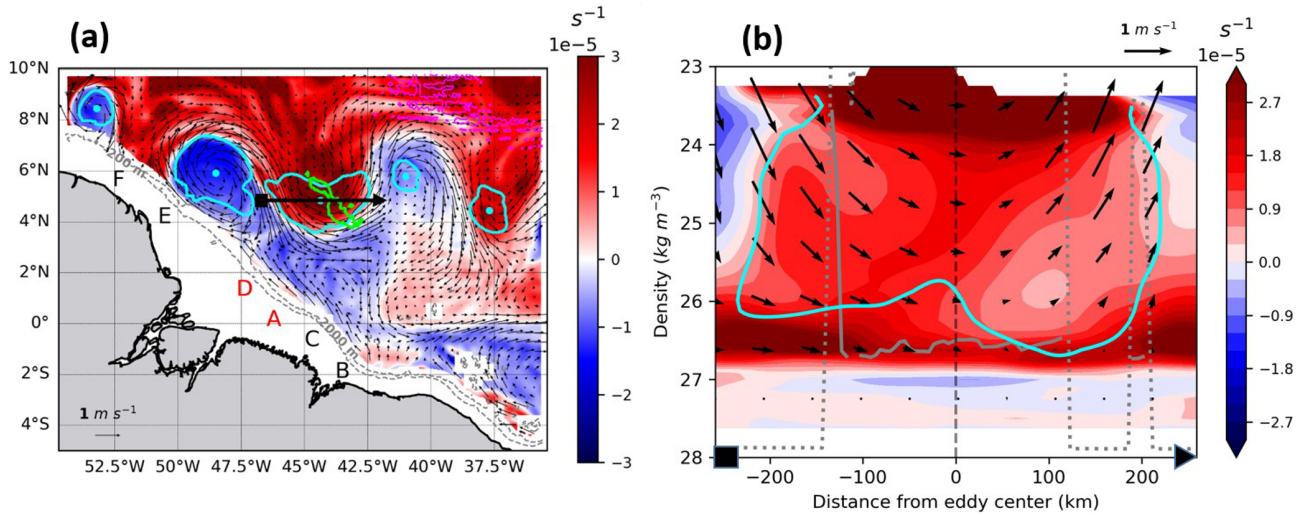 (a)
s⁻¹
1e−5
10°N
8°N
6°N
4°N
2°N
0°
2°S
4°S
200 m
F
E
D
A
C
2000 m
B
1 m s⁻¹
52.5°W
50°W
47.5°W
45°W
42.5°W
40°W
37.5°W
3
2
1
0
−1
−2
−3
(b)
1 m s⁻¹
s⁻¹
1e−5
23
24
25
26
27
28
Density (kg m⁻³)
−200
−100
0
100
200
Distance from eddy center (km)
2.7
1.8
0.9
0.0
−0.9
−1.8
−2.7